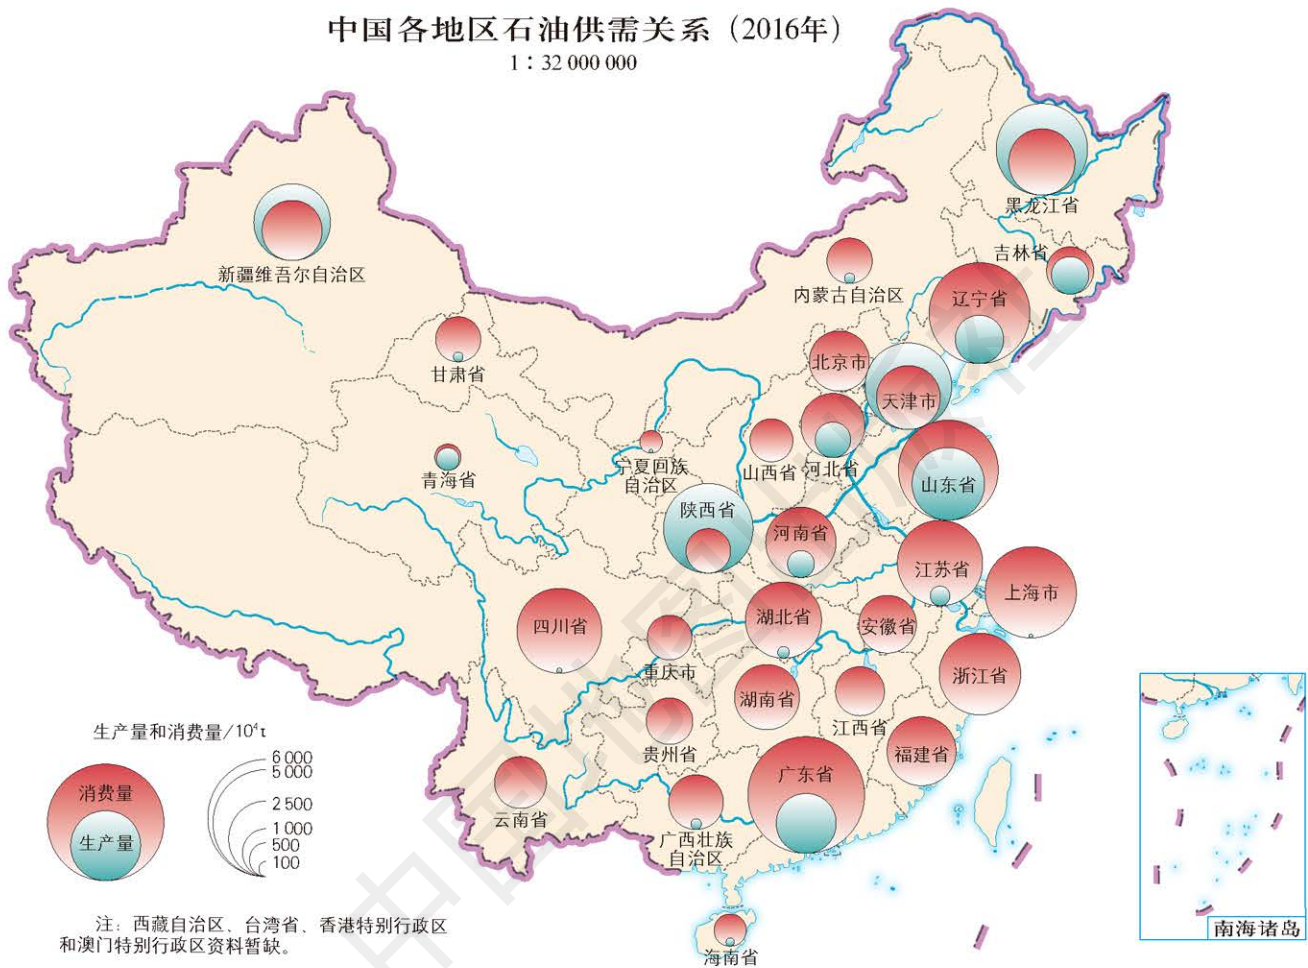 中国各地区石油供需关系（2016年）
1：32 000 000
黑龙江省
新疆维吾尔自治区
吉林省
内蒙古自治区
辽宁省
甘肃省
北京市
天津市
青海省
宁夏回族
自治区
山西省
河北省
山东省
陕西省
河南省
江苏省
上海市
四川省
重庆市
湖北省
安徽省
浙江省
湖南省
江西省
贵州省
福建省
云南省
广西壮族
自治区
广东省
海南省
南海诸岛
生产量和消费量/10⁴t
消费量
生产量
6 000
5 000
2 500
1 000
500
100
注：西藏自治区、台湾省、香港特别行政区
和澳门特别行政区资料暂缺。
中国地图出版社